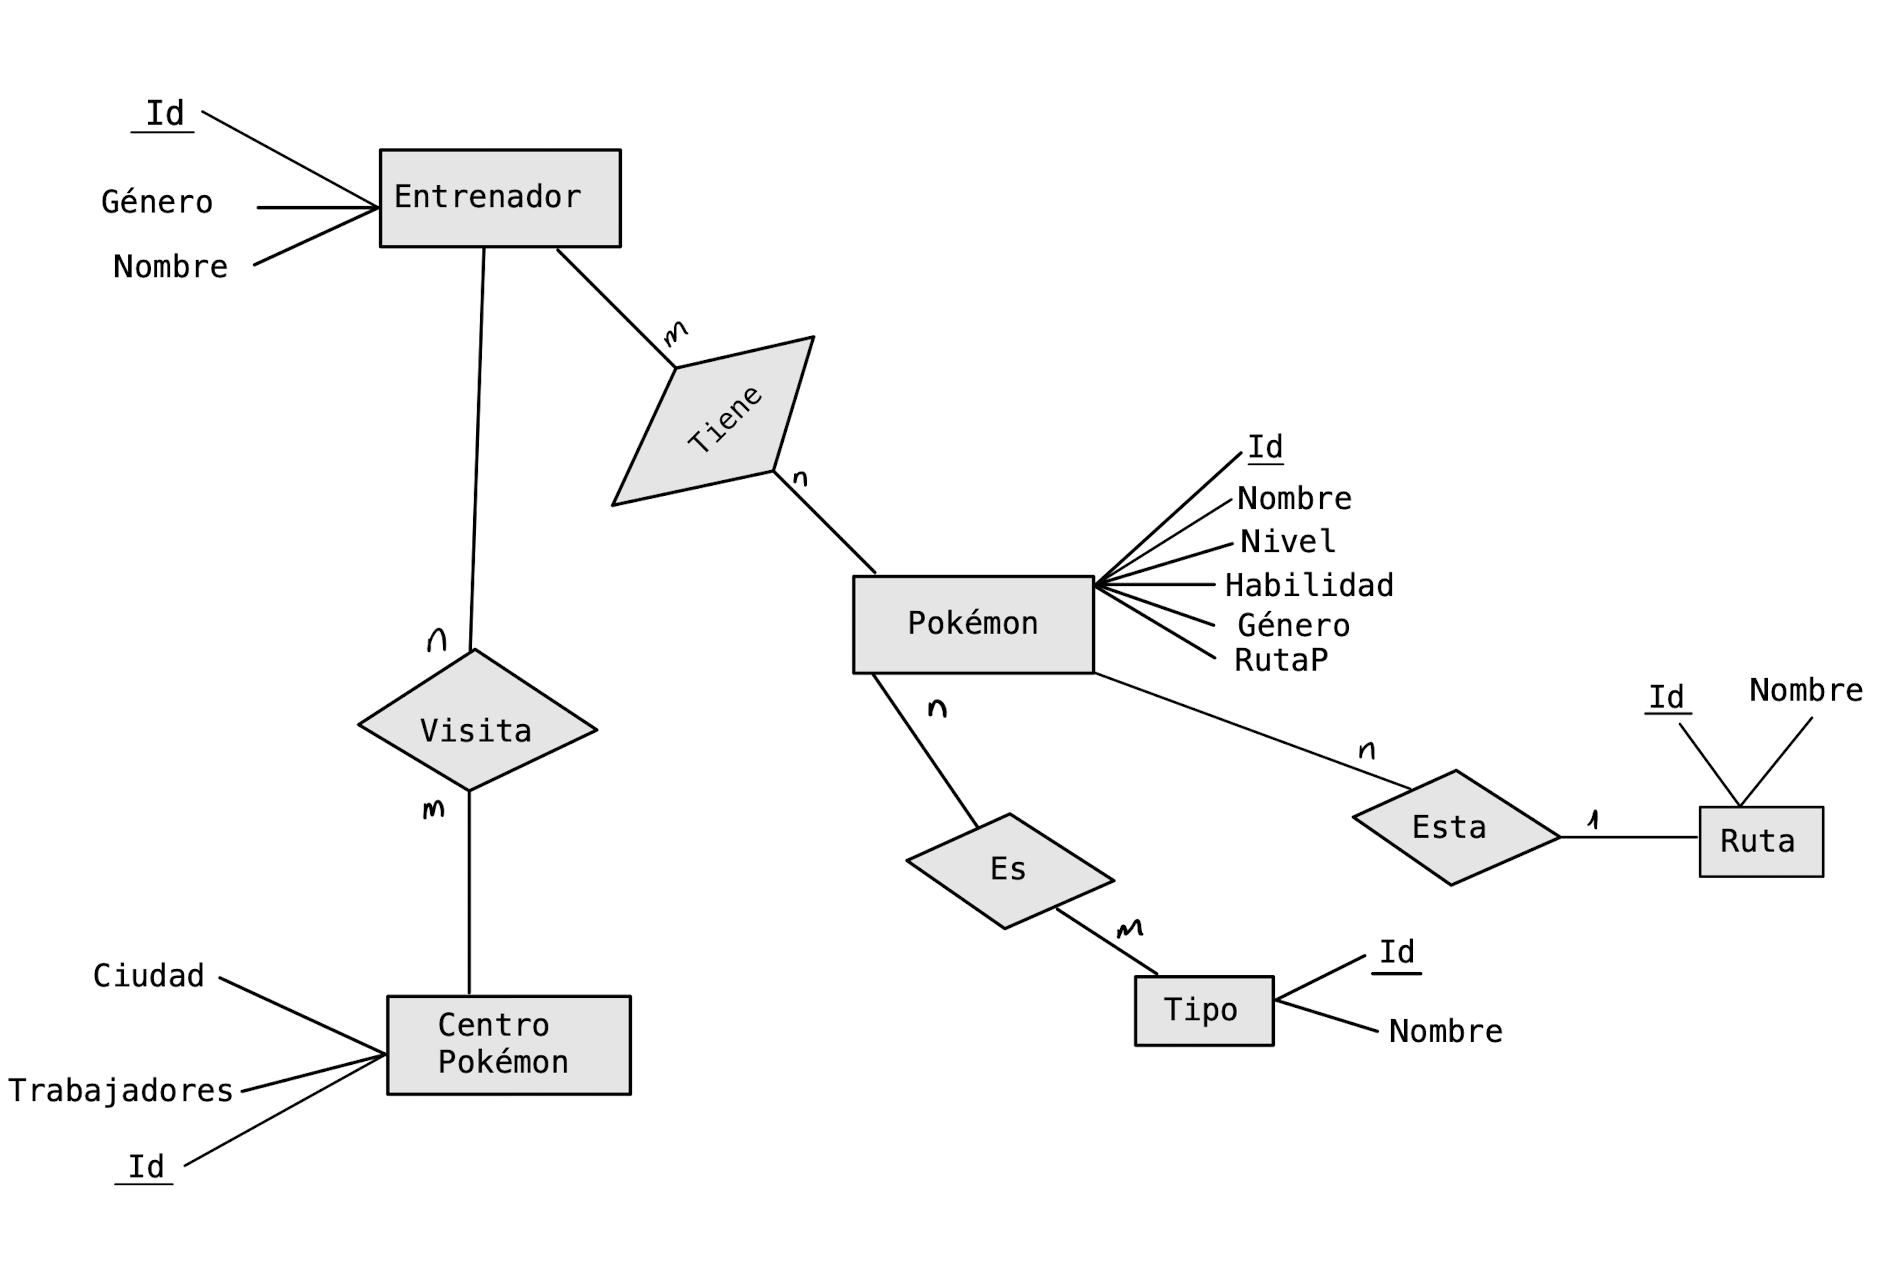 Id
Género
Nombre
Entrenador
m
Tiene
n
Id
Nombre
Nivel
Habilidad
Género
RutaP
Pokémon
n
Visita
m
n
Es
m
n
Esta
1
Id
Nombre
Ruta
Tipo
Id
Nombre
Ciudad
Trabajadores
Id
Centro
Pokémon